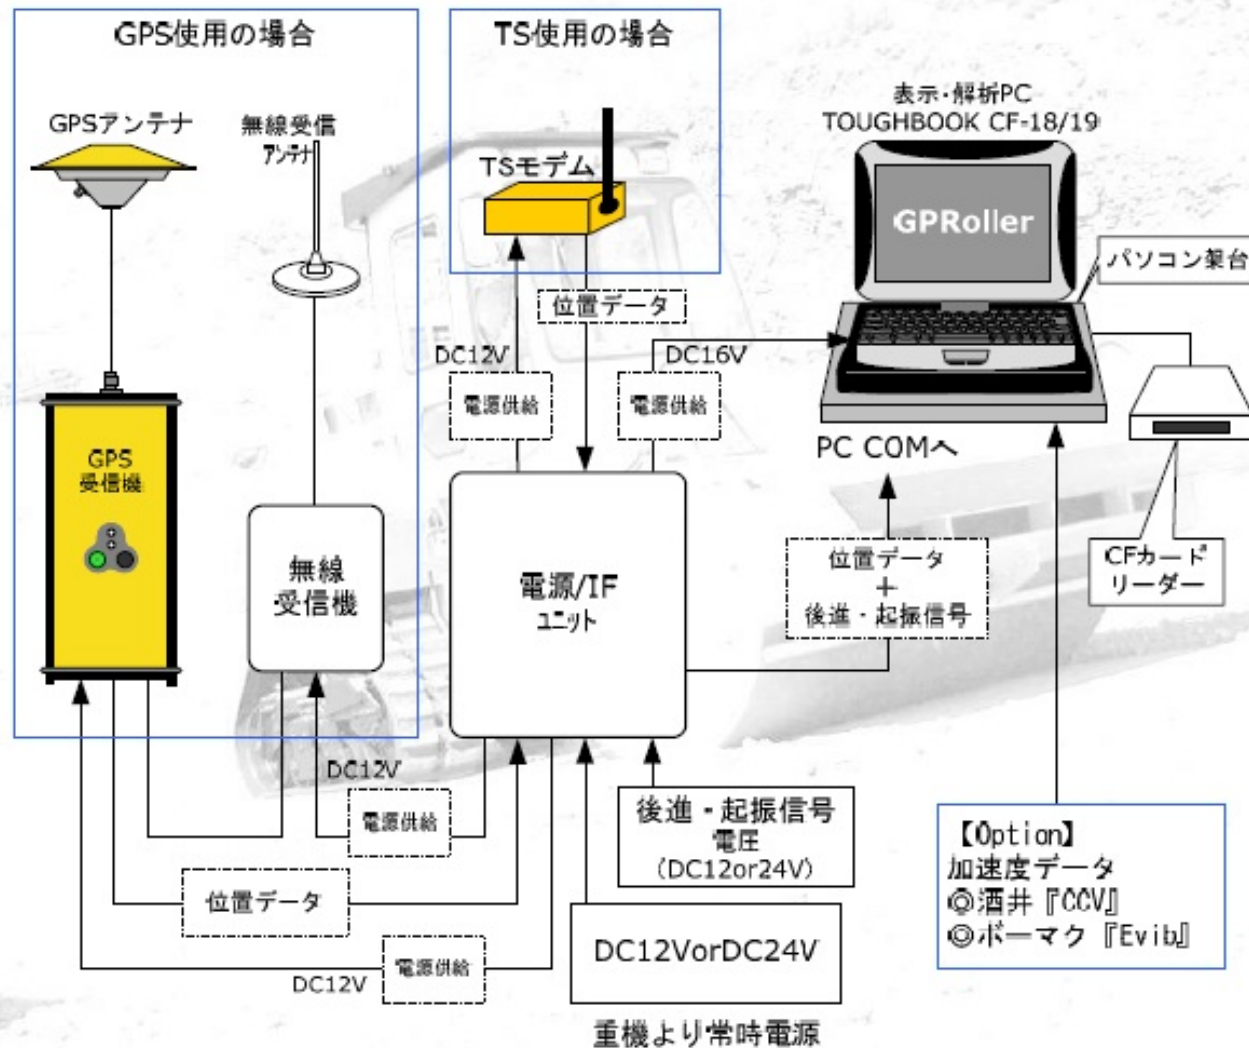 GPS使用の場合
TS使用の場合
表示・解析PC
TOUGHBOOK CF-18/19
GPSアンテナ
無線受信
アンテナ
TSモデム
GPRoller
パソコン架台
位置データ
DC12V
DC16V
電源供給
電源供給
PC COMへ
GPS
受信機
無線
受信機
電源/IF
ユニット
位置データ
+
後進・起振信号
CFカード
リーダー
DC12V
電源供給
後進・起振信号
電圧
(DC12or24V)
位置データ
DC12V
電源供給
DC12VorDC24V
重機より常時電源
【Option】
加速度データ
◎酒井『CCV』
◎ボーマク『Evib』